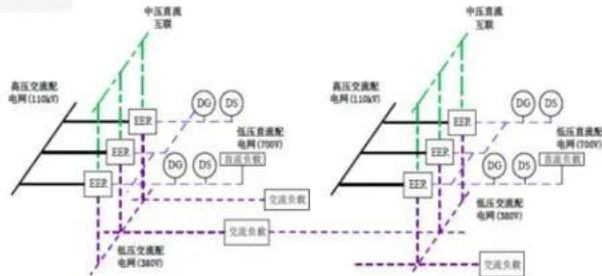 中压直流
互联
中压直流
互联
高压交流配
电网(110kV)
DG
DS
EER
低压直流配
电网(700V)
EER
DG
DS
直流负载
EER
交流负载
低压交流配
电网(380V)
交流负载
高压交流配
电网(110kV)
DG
DS
EER
低压直流配
电网(700V)
EER
DG
DS
直流负载
EER
低压交流配
电网(380V)
交流负载